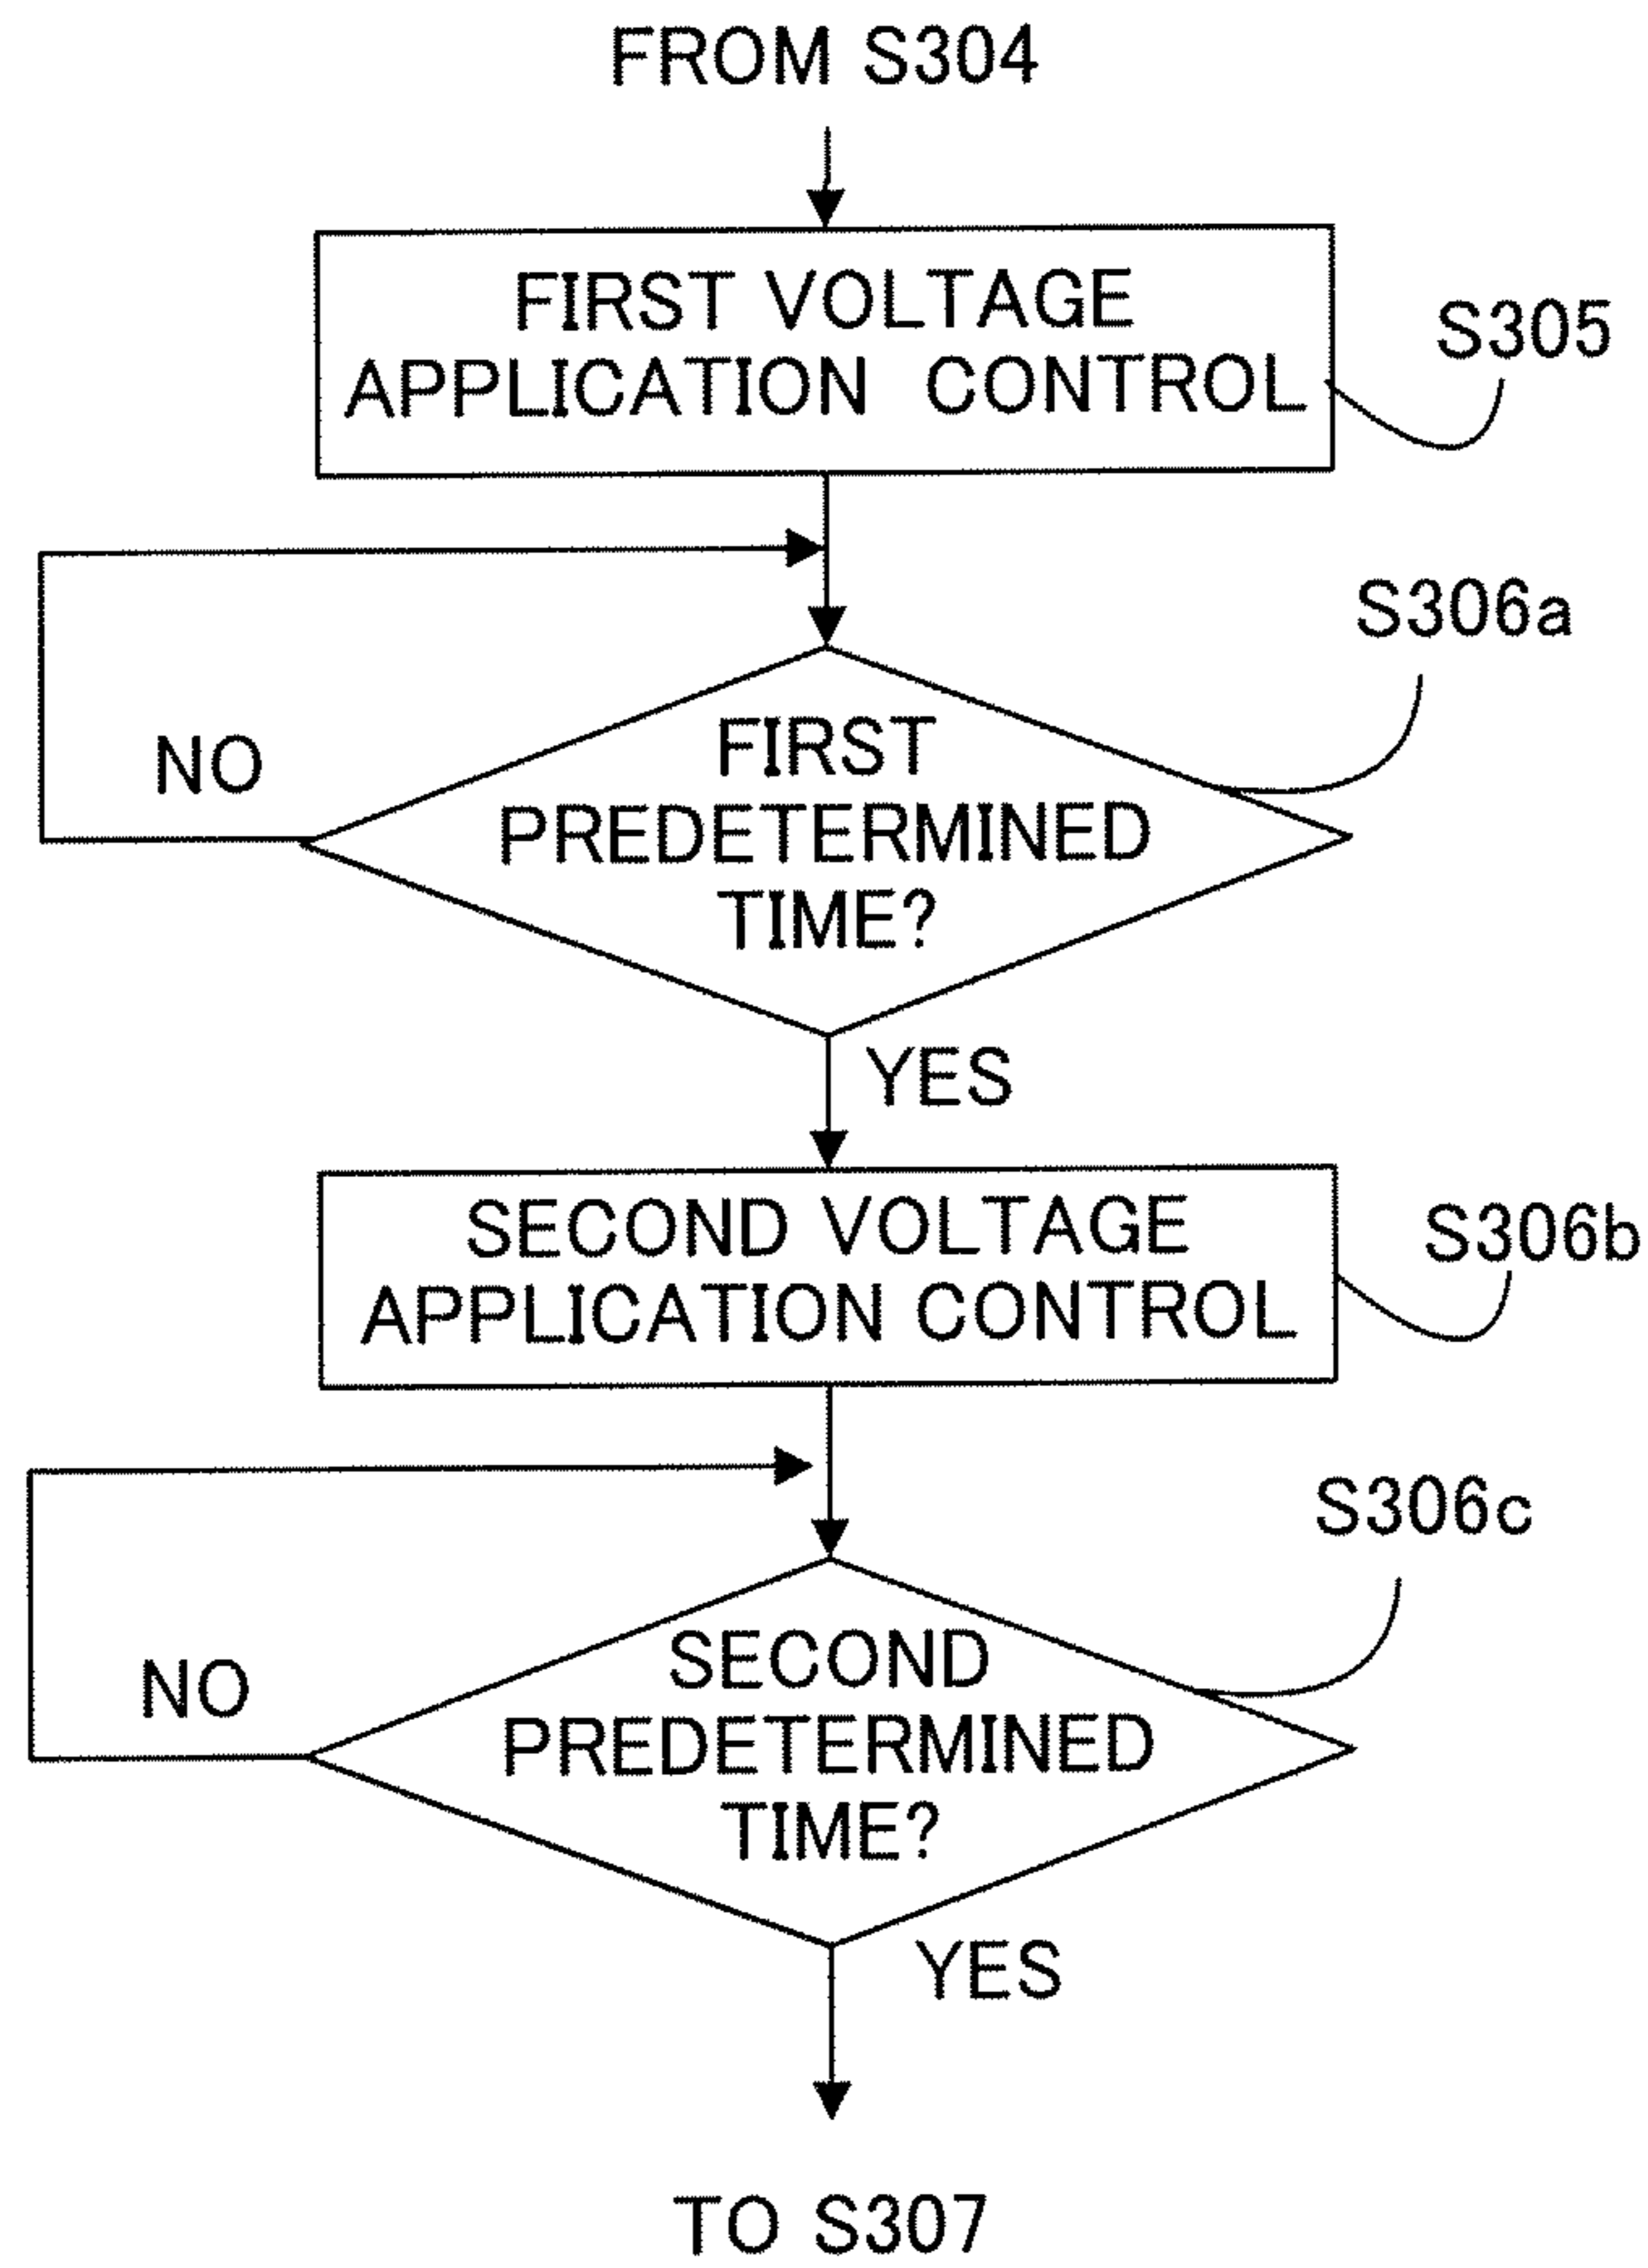 FROM S304
FIRST VOLTAGE
APPLICATION CONTROL
S305
S306a
FIRST
PREDETERMINED
TIME?
NO
YES
SECOND VOLTAGE
APPLICATION CONTROL
S306b
S306c
SECOND
PREDETERMINED
TIME?
NO
YES
TO S307